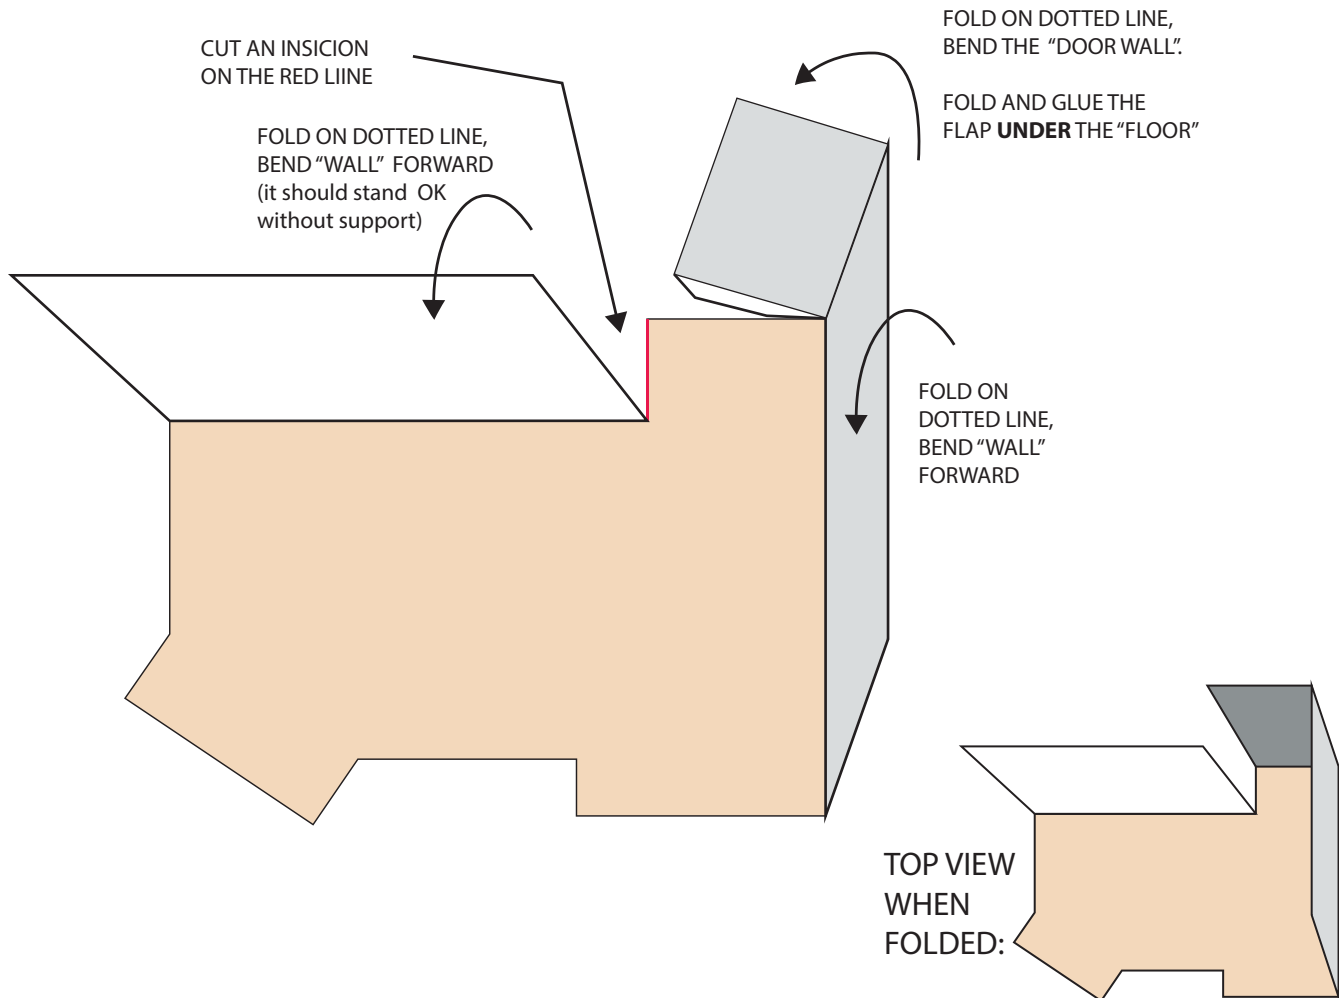 CUT AN INSICION
ON THE RED LIINE
FOLD ON DOTTED LINE,
BEND "WALL" FORWARD
(it should stand OK
without support)
FOLD ON DOTTED LINE,
BEND THE "DOOR WALL".
FOLD AND GLUE THE
FLAP UNDER THE "FLOOR"
FOLD ON
DOTTED LINE,
BEND "WALL"
FORWARD
TOP VIEW
WHEN
FOLDED: